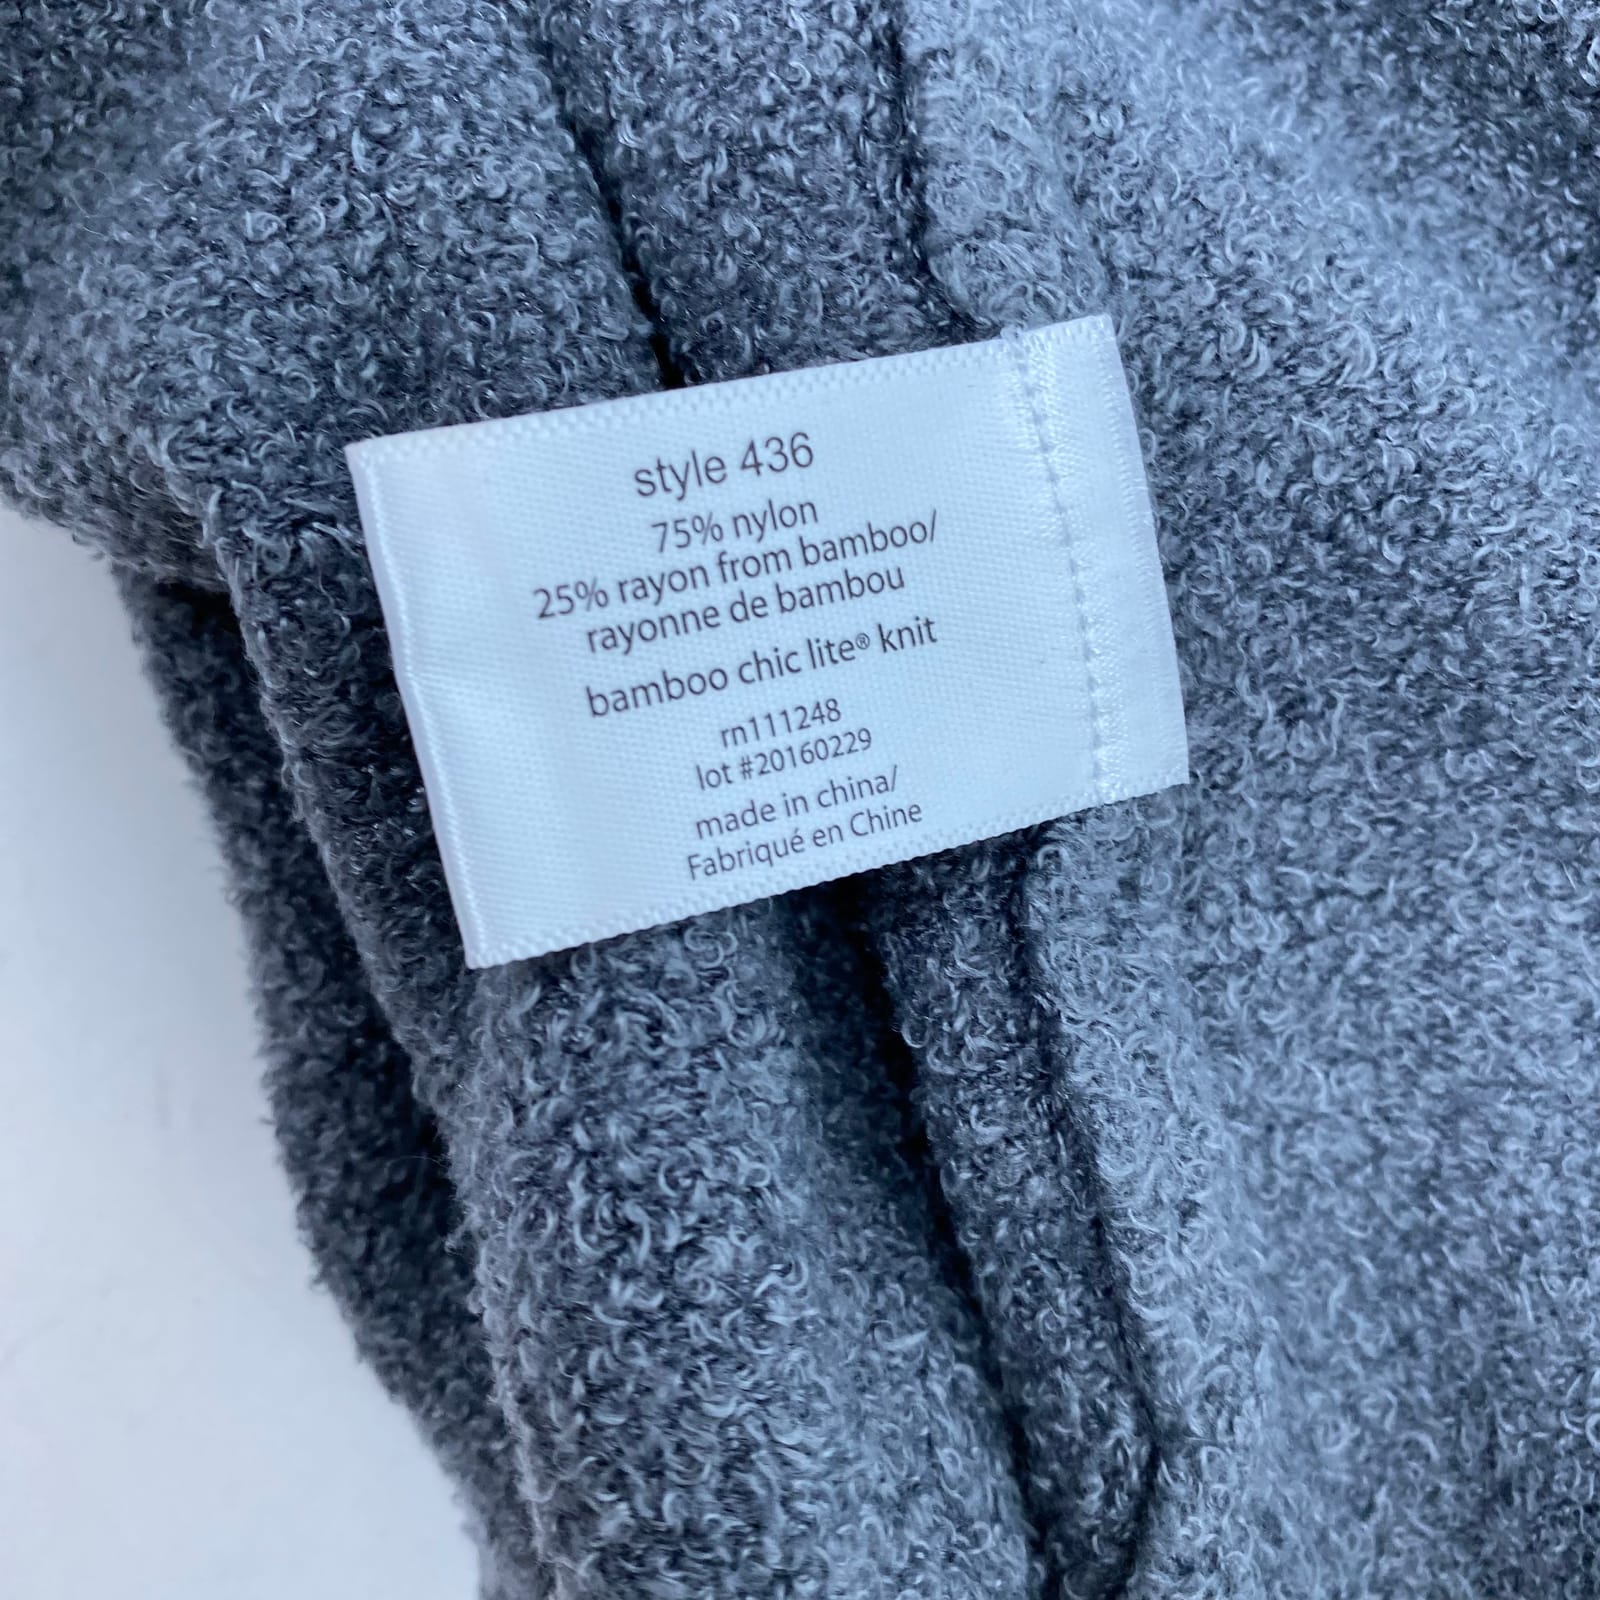 style 436
75% nylon
25% rayon from bamboo/
rayonne de bambou
bamboo chic lite® knit
rn111248
lot #20160229
made in china/
Fabriqué en Chine